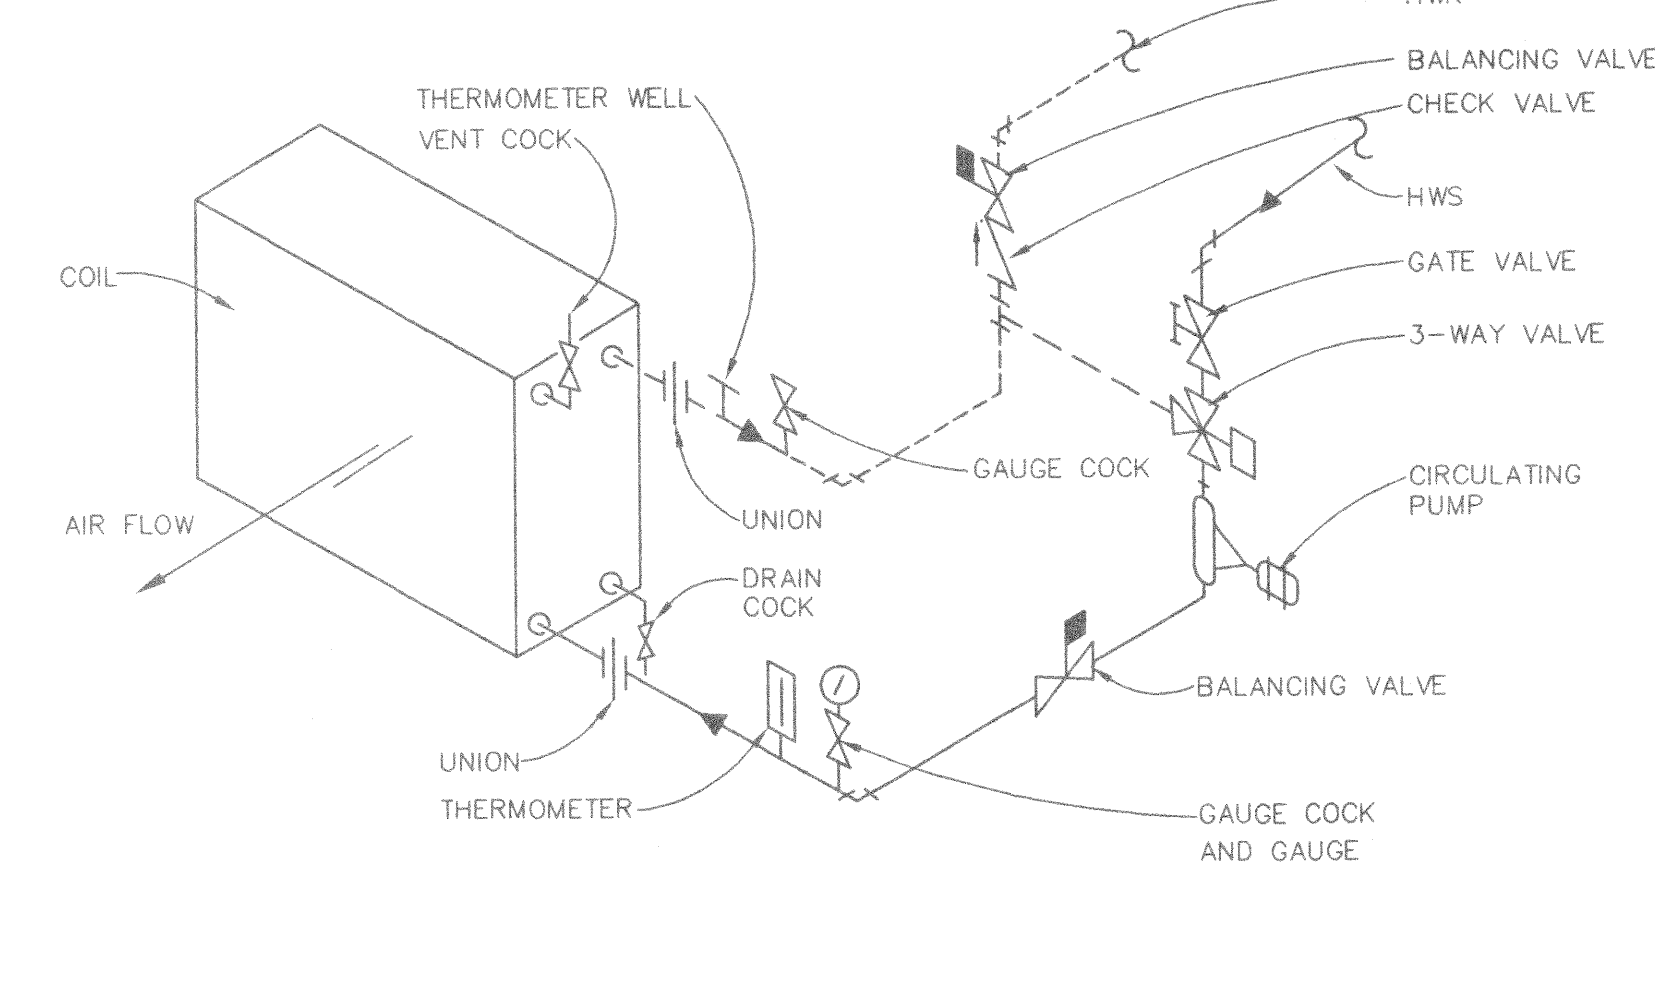 BALANCING VALVE
THERMOMETER WELL
CHECK VALVE
VENT COCK
HWS
COIL
GATE VALVE
3-WAY VALVE
GAUGE COCK
CIRCULATING
PUMP
AIR FLOW
UNION
DRAIN
COCK
BALANCING VALVE
UNION
THERMOMETER
GAUGE COCK
AND GAUGE